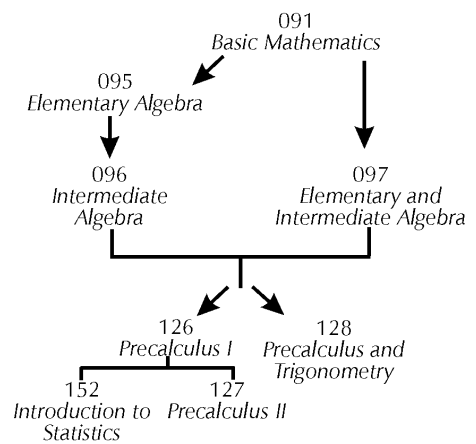 091
Basic Mathematics
095
Elementary Algebra
096
Intermediate
Algebra
097
Elementary and
Intermediate Algebra
126
Precalculus I
128
Precalculus and
Trigonometry
152
Introduction to
Statistics
127
Precalculus II